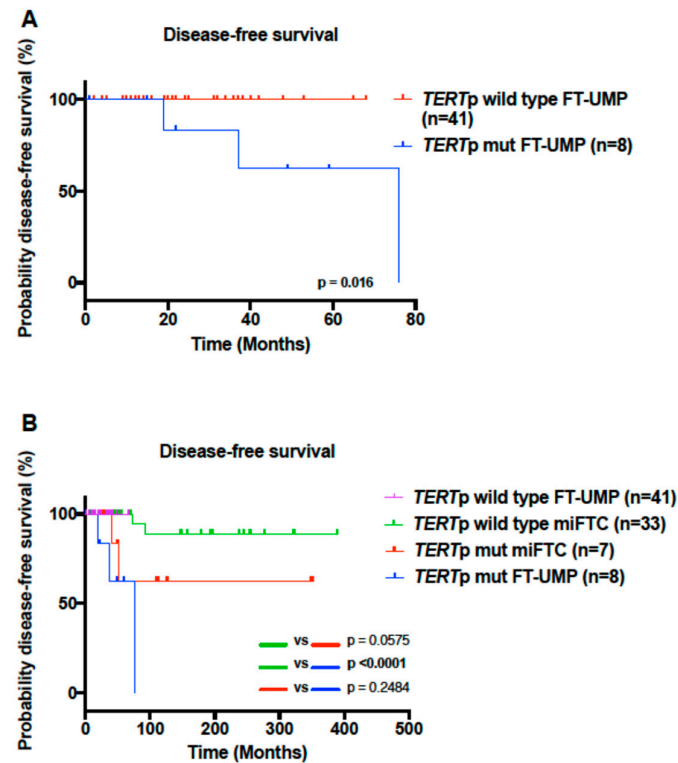 A
Disease-free survival
Probability disease-free survival (%)
100
50
0
0 20 40 60 80
Time (Months)
p = 0.016
TERTp wild type FT-UMP
(n=41)
TERTp mut FT-UMP (n=8)
B
Disease-free survival
Probability disease-free survival (%)
100
50
0
0 100 200 300 400 500
Time (Months)
TERTp wild type FT-UMP (n=41)
TERTp wild type miFTC (n=33)
TERTp mut miFTC (n=7)
TERTp mut FT-UMP (n=8)
vs p = 0.0575
vs p <0.0001
vs p = 0.2484